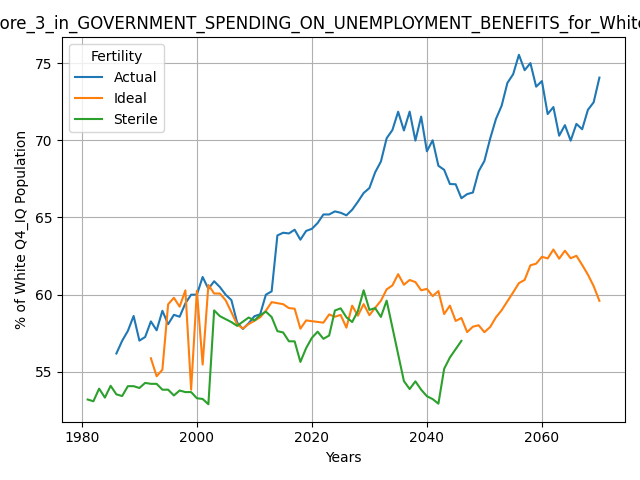 ore_3_in_GOVERNMENT_SPENDING_ON_UNEMPLOYMENT_BENEFITS_for_White
Fertility
Actual
Ideal
Sterile
% of White Q4_IQ Population
75
70
65
60
55
1980
2000
2020
2040
2060
Years